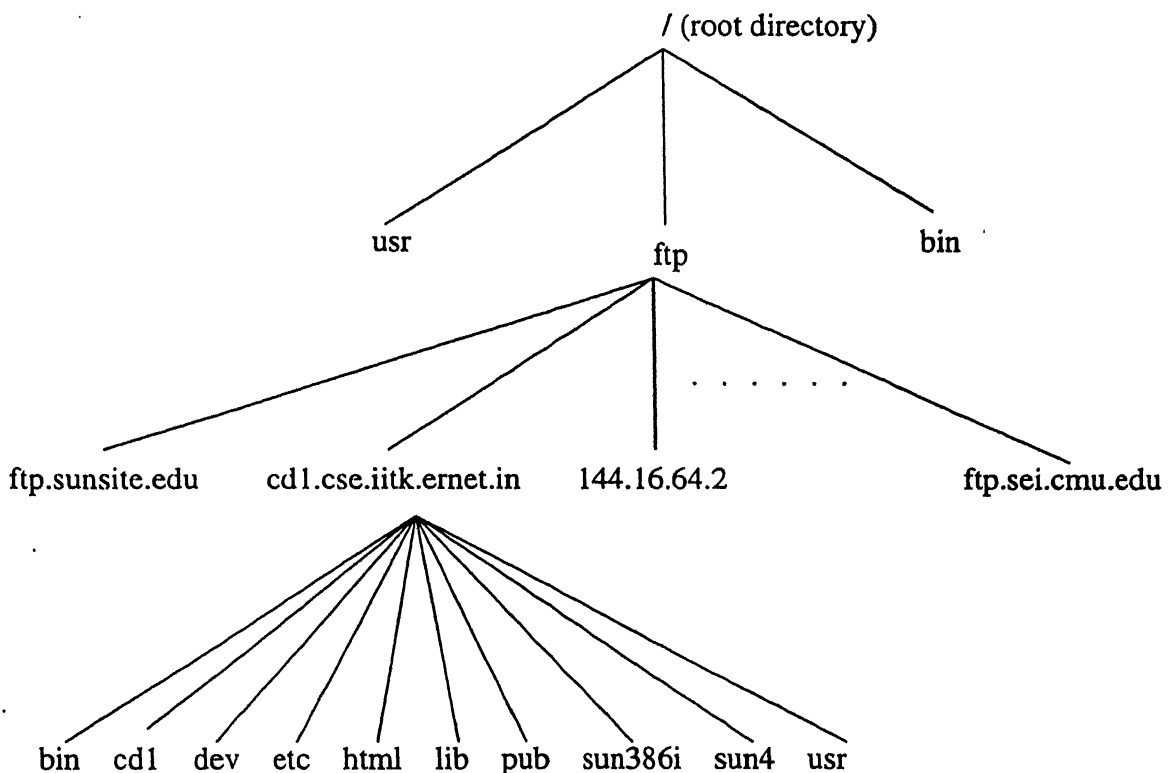 / (root directory)
usr
bin
ftp
. . . . . .
ftp.sunsite.edu cd1.cse.iitk.ernet.in 144.16.64.2 ftp.sei.cmu.edu
bin cd1 dev etc html lib pub sun386i sun4 usr